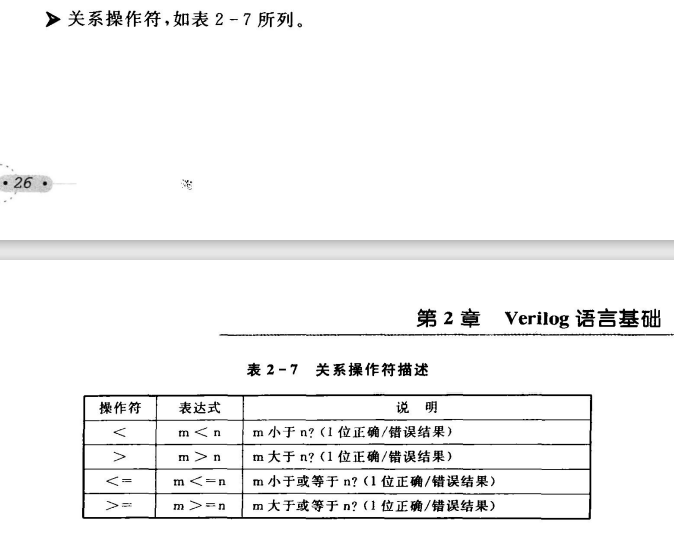 ➤ 关系操作符,如表 2-7 所列。
• 26 •
第 2 章 Verilog 语言基础
表 2-7 关系操作符描述
操作符 表达式 说 明
< m < n m 小于 n? (1 位正确/错误结果)
> m > n m 大于 n? (1 位正确/错误结果)
<= m <=n m 小于或等于 n? (1 位正确/错误结果)
>= m >=n m 大于或等于 n? (1 位正确/错误结果)